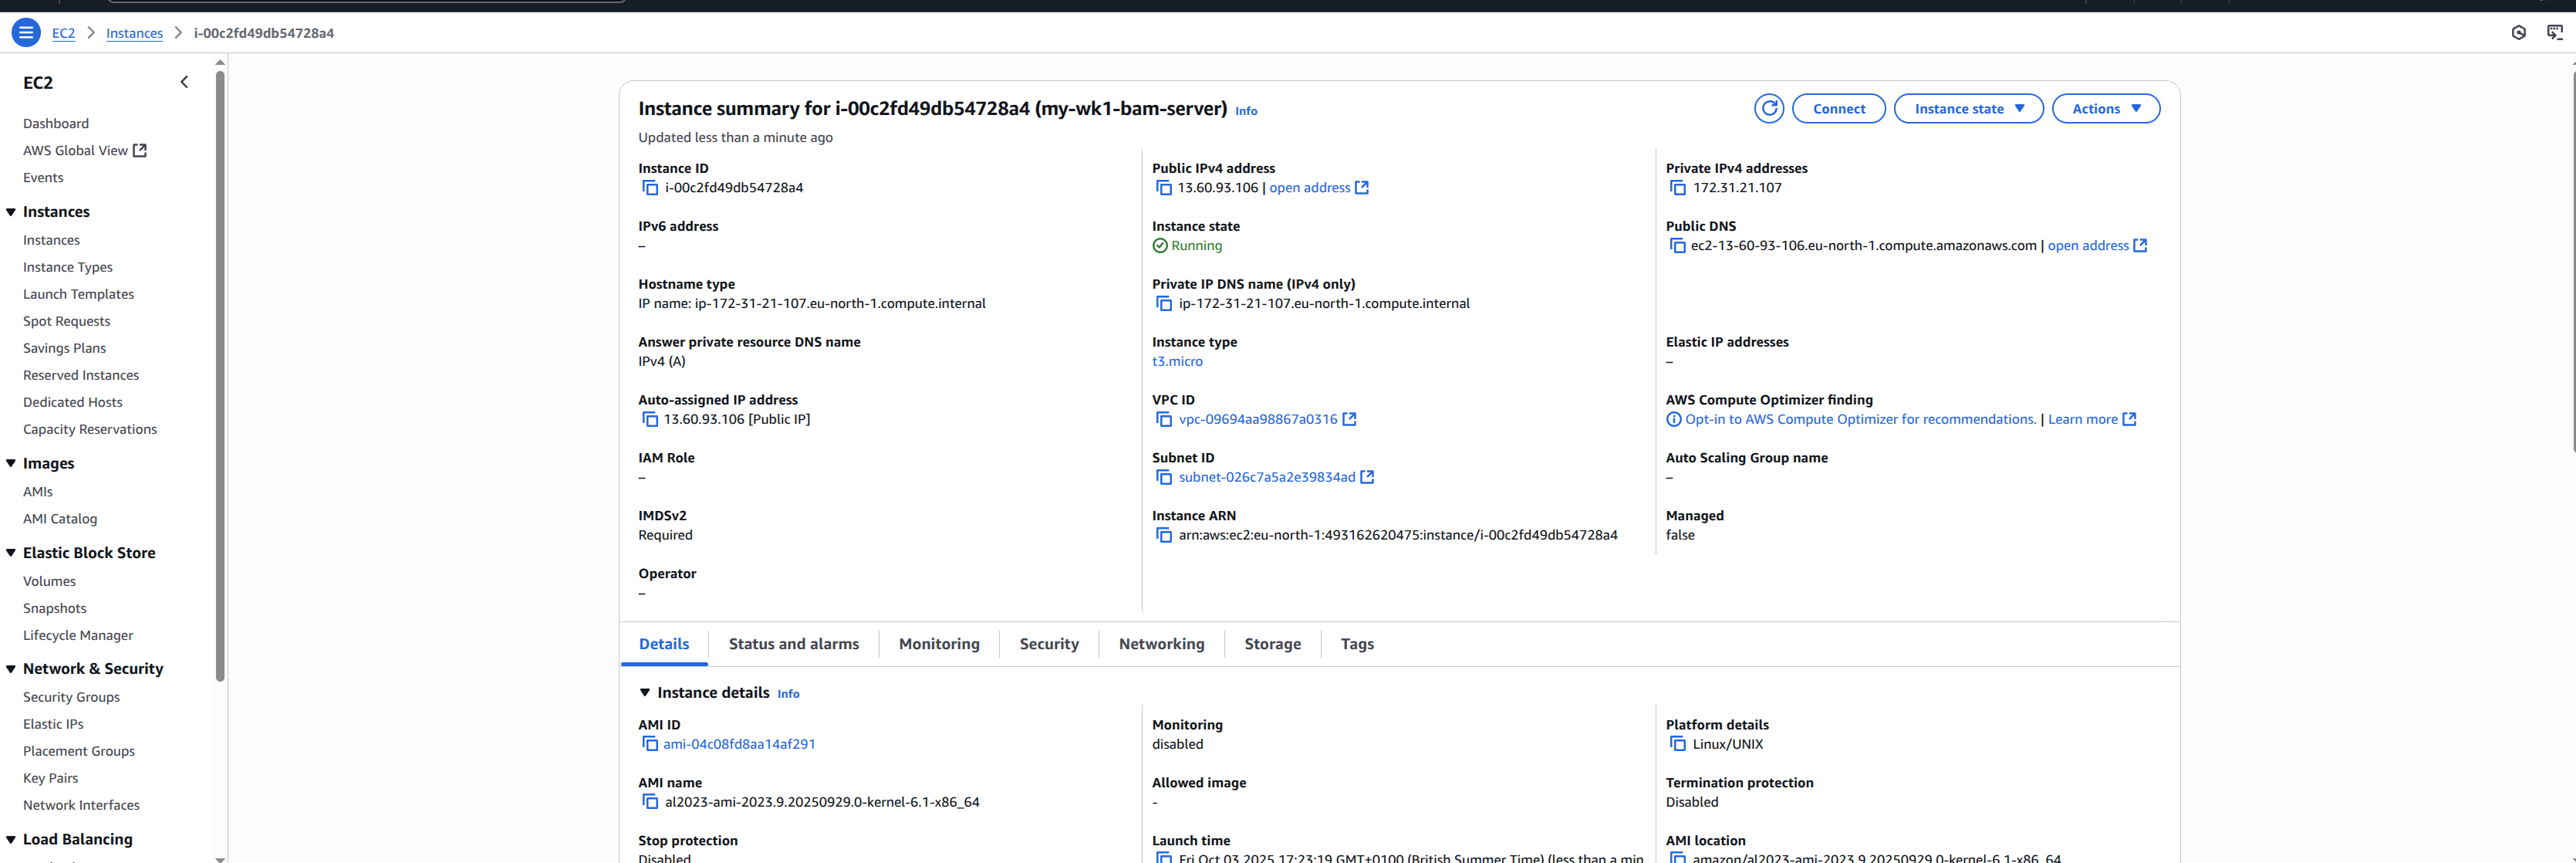 EC2 > Instances > i-00c2fd49db54728a4
EC2
Dashboard
AWS Global View
Events
Instances
Instances
Instance Types
Launch Templates
Spot Requests
Savings Plans
Reserved Instances
Dedicated Hosts
Capacity Reservations
Images
AMIs
AMI Catalog
Elastic Block Store
Volumes
Snapshots
Lifecycle Manager
Network & Security
Security Groups
Elastic IPs
Placement Groups
Key Pairs
Network Interfaces
Load Balancing
Instance summary for i-00c2fd49db54728a4 (my-wk1-bam-server) Info
Connect
Instance state
Actions
Updated less than a minute ago
Instance ID
i-00c2fd49db54728a4
Public IPv4 address
13.60.93.106 | open address
Private IPv4 addresses
172.31.21.107
IPv6 address
–
Instance state
Running
Public DNS
ec2-13-60-93-106.eu-north-1.compute.amazonaws.com | open address
Hostname type
IP name: ip-172-31-21-107.eu-north-1.compute.internal
Private IP DNS name (IPv4 only)
ip-172-31-21-107.eu-north-1.compute.internal
Answer private resource DNS name
IPv4 (A)
Instance type
t3.micro
Elastic IP addresses
–
Auto-assigned IP address
13.60.93.106 [Public IP]
VPC ID
vpc-09694aa98867a0316
AWS Compute Optimizer finding
Opt-in to AWS Compute Optimizer for recommendations. | Learn more
IAM Role
–
Subnet ID
subnet-026c7a5a2e39834ad
Auto Scaling Group name
–
IMDSv2
Required
Instance ARN
arn:aws:ec2:eu-north-1:493162620475:instance/i-00c2fd49db54728a4
Managed
false
Operator
–
Details
Status and alarms
Monitoring
Security
Networking
Storage
Tags
Instance details Info
AMI ID
ami-04c08fd8aa14af291
Monitoring
disabled
Platform details
Linux/UNIX
AMI name
al2023-ami-2023.9.20250929.0-kernel-6.1-x86_64
Allowed image
-
Termination protection
Disabled
Stop protection
Disabled
Launch time
Fri Oct 03 2025 17:23:19 GMT+0100 (British Summer Time) (less than a min
AMI location
amazon/al2023-ami-2023.9.20250929.0-kernel-6.1-x86_64